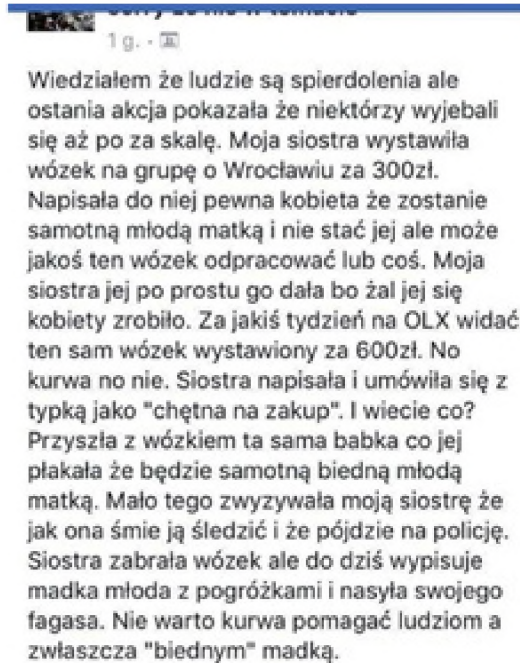 1 g. ·
Wiedziałem że ludzie są spierdolenia ale
ostania akcja pokazała że niektórzy wyjebali
się aż po za skalę. Moja siostra wystawiła
wózek na grupę o Wrocławiu za 300zł.
Napisała do niej pewna kobieta że zostanie
samotną młodą matką i nie stać jej ale może
jakoś ten wózek odpracować lub coś. Moja
siostra jej po prostu go dała bo żal jej się
kobiety zrobiło. Za jakiś tydzień na OLX widać
ten sam wózek wystawiony za 600zł. No
kurwa no nie. Siostra napisała i umówiła się z
typką jako "chętna na zakup". I wiecie co?
Przyszła z wózkiem ta sama babka co jej
płakała że będzie samotną biedną młodą
matką. Mało tego zwyzywała moją siostrę że
jak ona śmie ją śledzić i że pójdzie na policję.
Siostra zabrała wózek ale do dziś wypisuje
madka młoda z pogróżkami i nasyła swojego
fagasa. Nie warto kurwa pomagać ludziom a
zwłaszcza "biednym" madką.